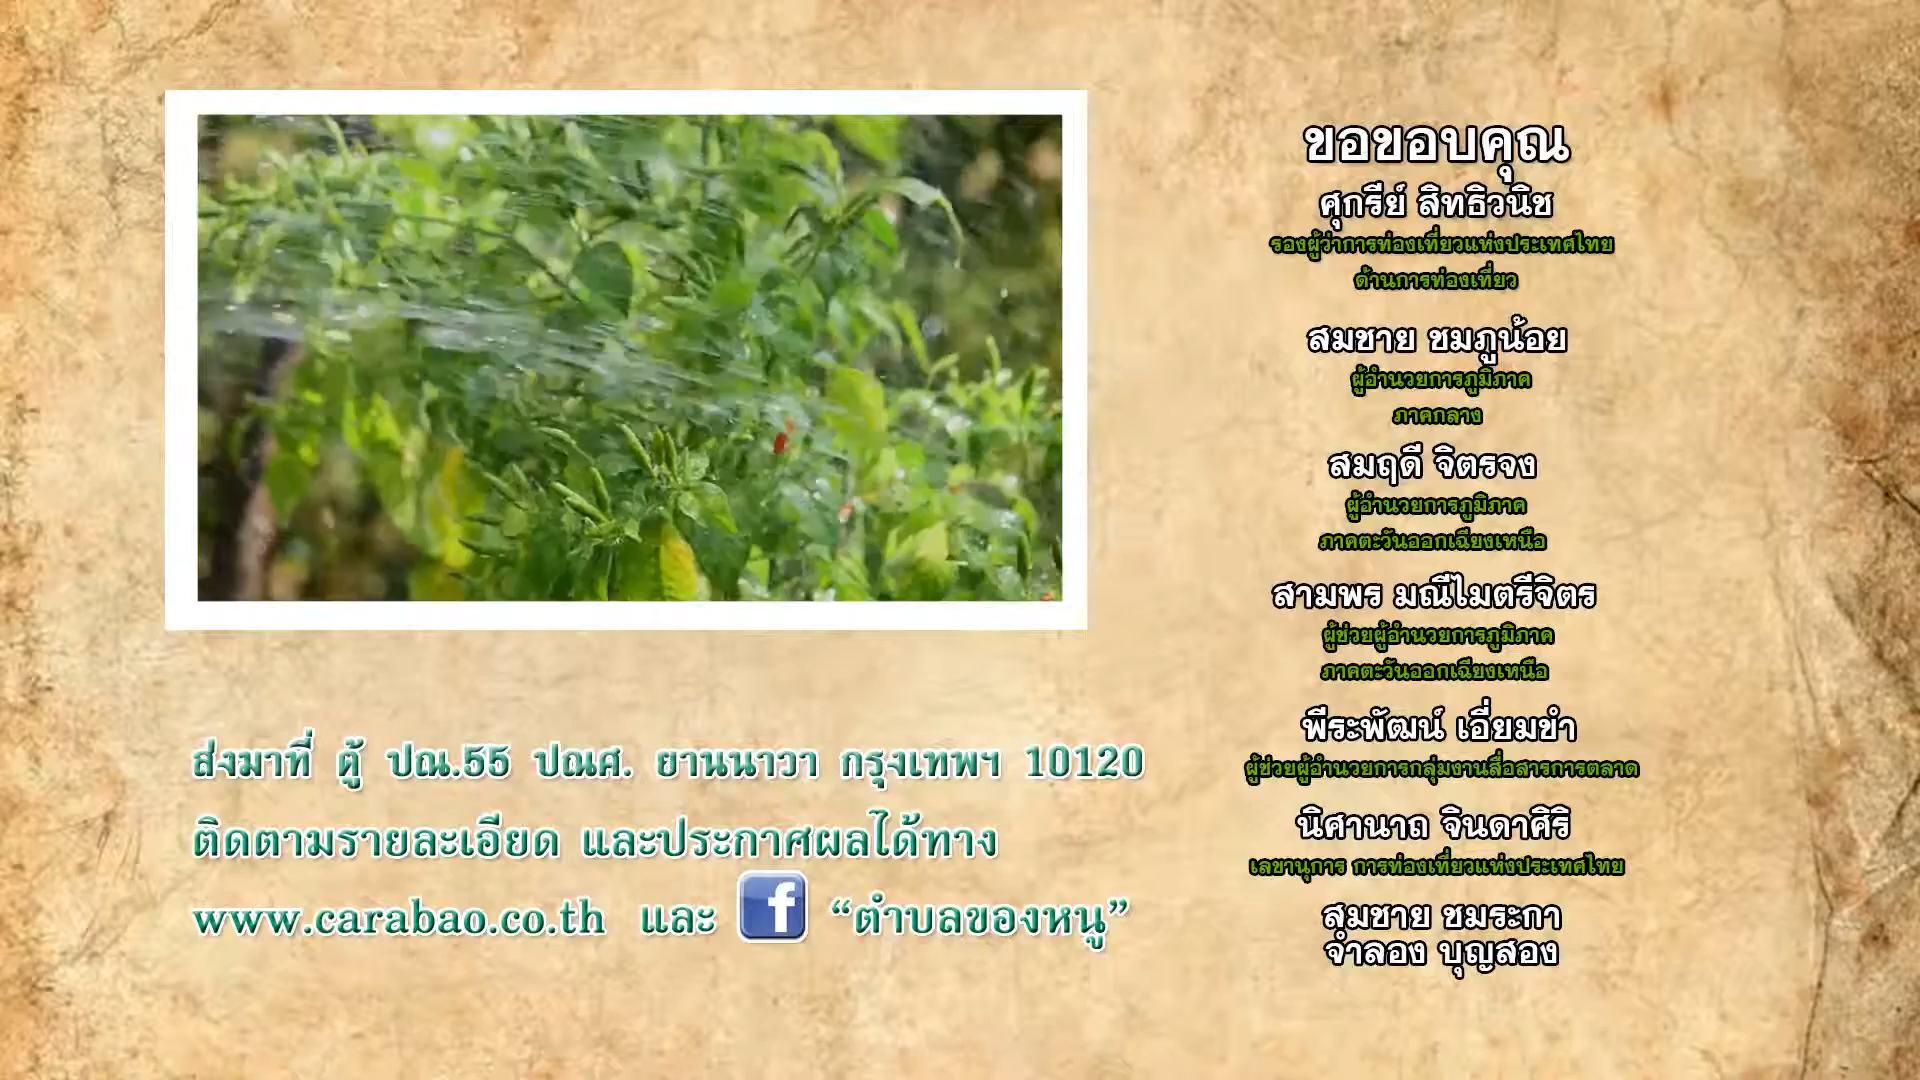 ขอขอบคุณ
ศุกรีย์ สิทธิวนิช
รองผู้ว่าการท่องเที่ยวแห่งประเทศไทย
ด้านการท่องเที่ยว
สมชาย ชมภูน้อย
ผู้อำนวยการภูมิภาค
ภาคกลาง
สมฤดี จิตรจง
ผู้อำนวยการภูมิภาค
ภาคตะวันออกเฉียงเหนือ
สามพร มณีไมตรีจิตร
ผู้ช่วยผู้อำนวยการภูมิภาค
ภาคตะวันออกเฉียงเหนือ
พีระพัฒน์ เอี่ยมขำ
ผู้ช่วยผู้อำนวยการกลุ่มงานสื่อสารการตลาด
นิศานาถ จินดาศิริ
เลขานุการ การท่องเที่ยวแห่งประเทศไทย
สมชาย ชมระกา
จำลอง บุญสอง
ส่งมาที่ ตู้ ปณ.55 ปณศ. ยานนาวา กรุงเทพฯ 10120
ติดตามรายละเอียด และประกาศผลได้ทาง
www.carabao.co.th และ f “ตำบลของหนู”